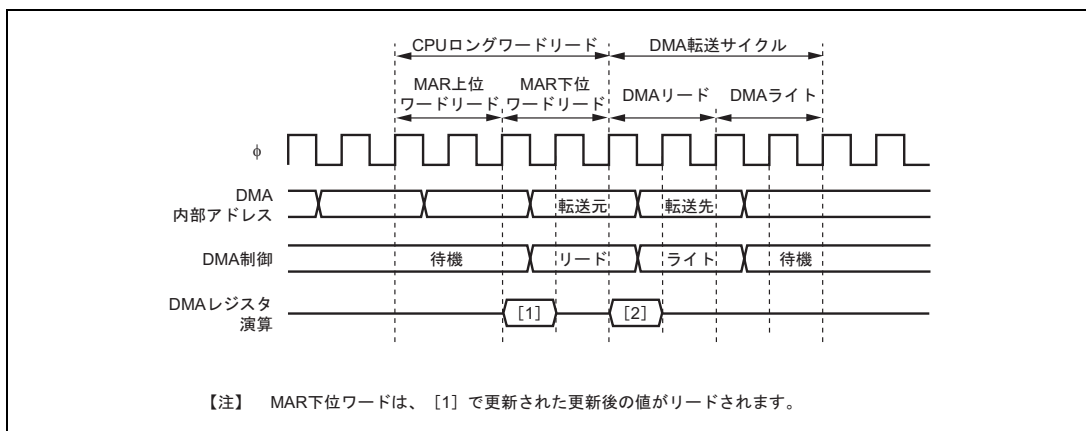 CPUロングワードリード DMA転送サイクル
MAR上位 MAR下位
ワードリード ワードリード DMAリード DMAライト
φ
DMA
内部アドレス 転送元 転送先
DMA制御 待機 リード ライト 待機
DMAレジスタ
演算 [1] [2]
【注】 MAR下位ワードは、[1]で更新された更新後の値がリードされます。